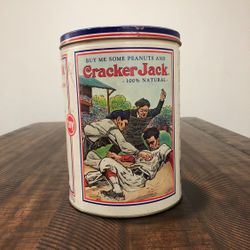 BUY ME SOME PEANUTS AND
Cracker Jack
100% NATURAL